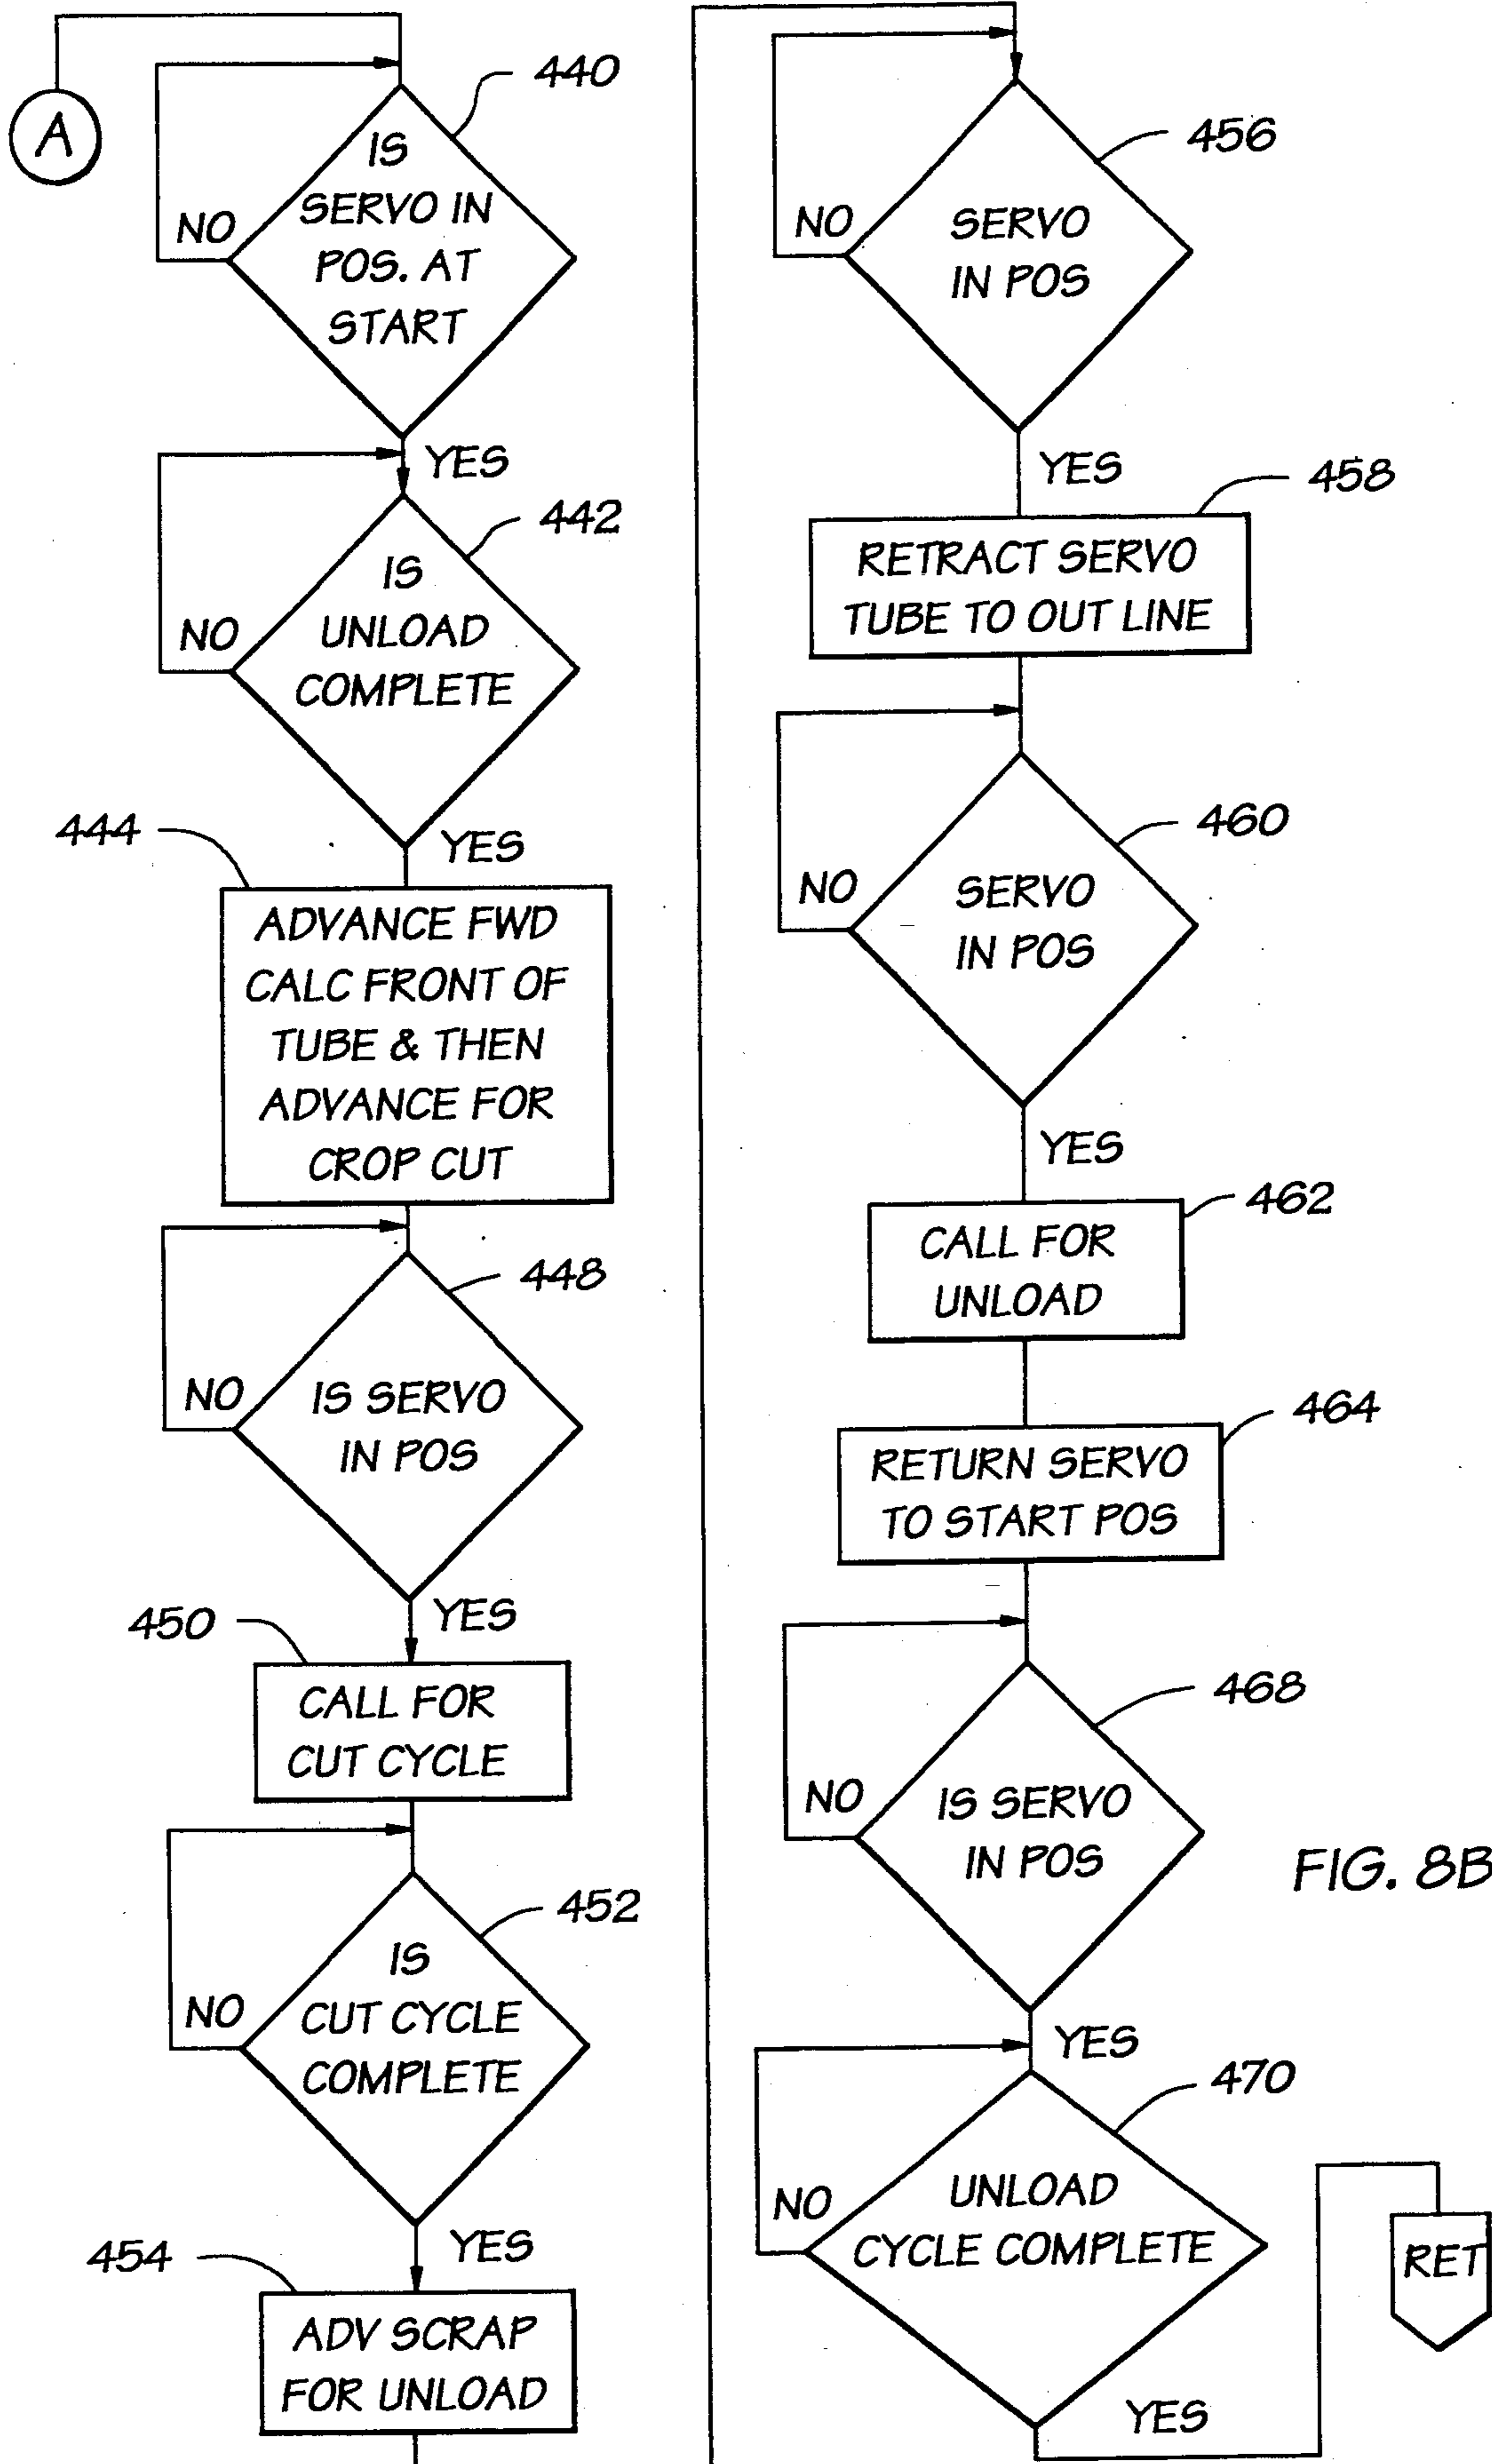 A
440
IS
SERVO IN
POS. AT
START
NO
YES
442
IS
UNLOAD
COMPLETE
NO
YES
444
ADVANCE FWD
CALC FRONT OF
TUBE & THEN
ADVANCE FOR
CROP CUT
448
IS SERVO
IN POS
NO
YES
450
CALL FOR
CUT CYCLE
452
IS
CUT CYCLE
COMPLETE
NO
YES
454
ADV SCRAP
FOR UNLOAD
456
SERVO
IN POS
NO
YES
458
RETRACT SERVO
TUBE TO OUT LINE
460
SERVO
IN POS
NO
YES
462
CALL FOR
UNLOAD
464
RETURN SERVO
TO START POS
468
IS SERVO
IN POS
NO
YES
470
UNLOAD
CYCLE COMPLETE
NO
YES
RET
FIG. 8B